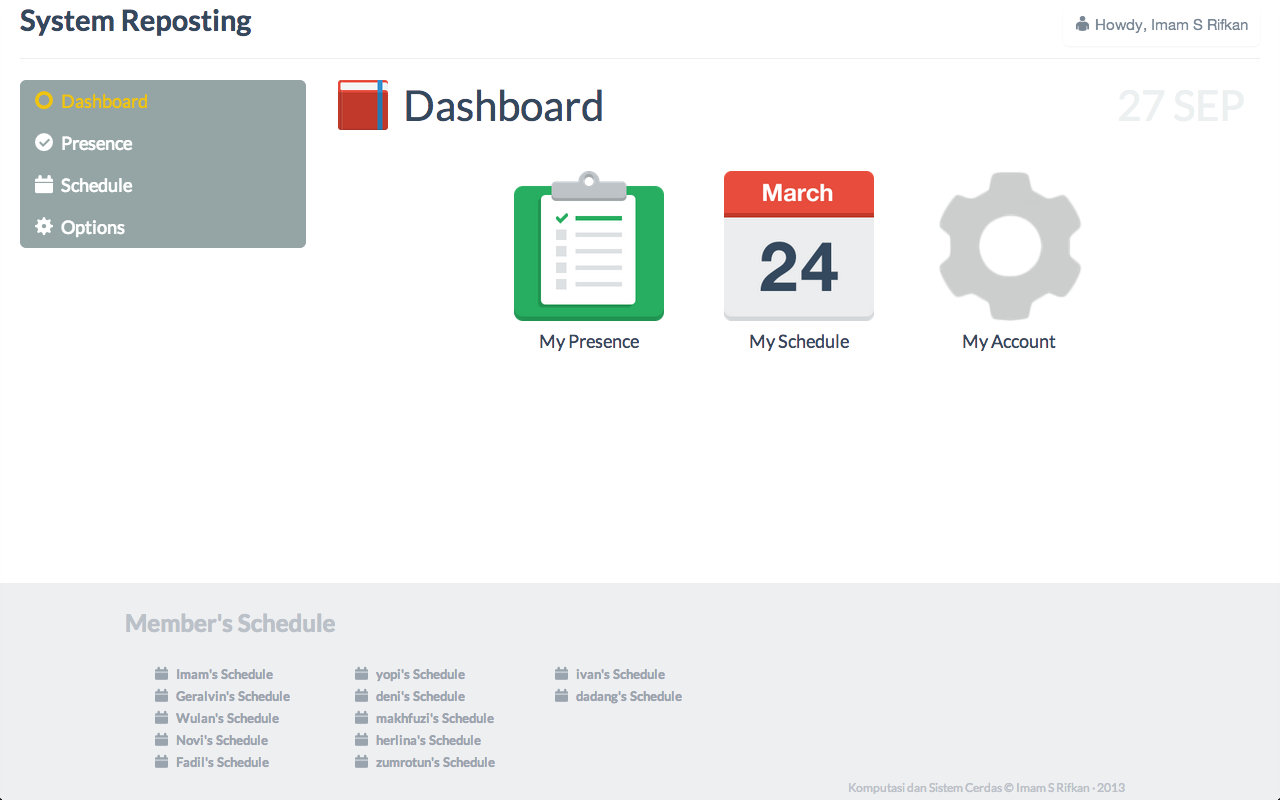 System Reposting
Howdy, Imam S Rifkan
Dashboard
Presence
Schedule
Options
Dashboard
27 SEP
March
24
My Presence
My Schedule
My Account
Member's Schedule
Imam's Schedule
Geralvin's Schedule
Wulan's Schedule
Novi's Schedule
Fadil's Schedule
yopi's Schedule
deni's Schedule
makhfuzi's Schedule
herlina's Schedule
zumrotun's Schedule
ivan's Schedule
dadang's Schedule
Komputasi dan Sistem Cerdas © Imam S Rifkan · 2013